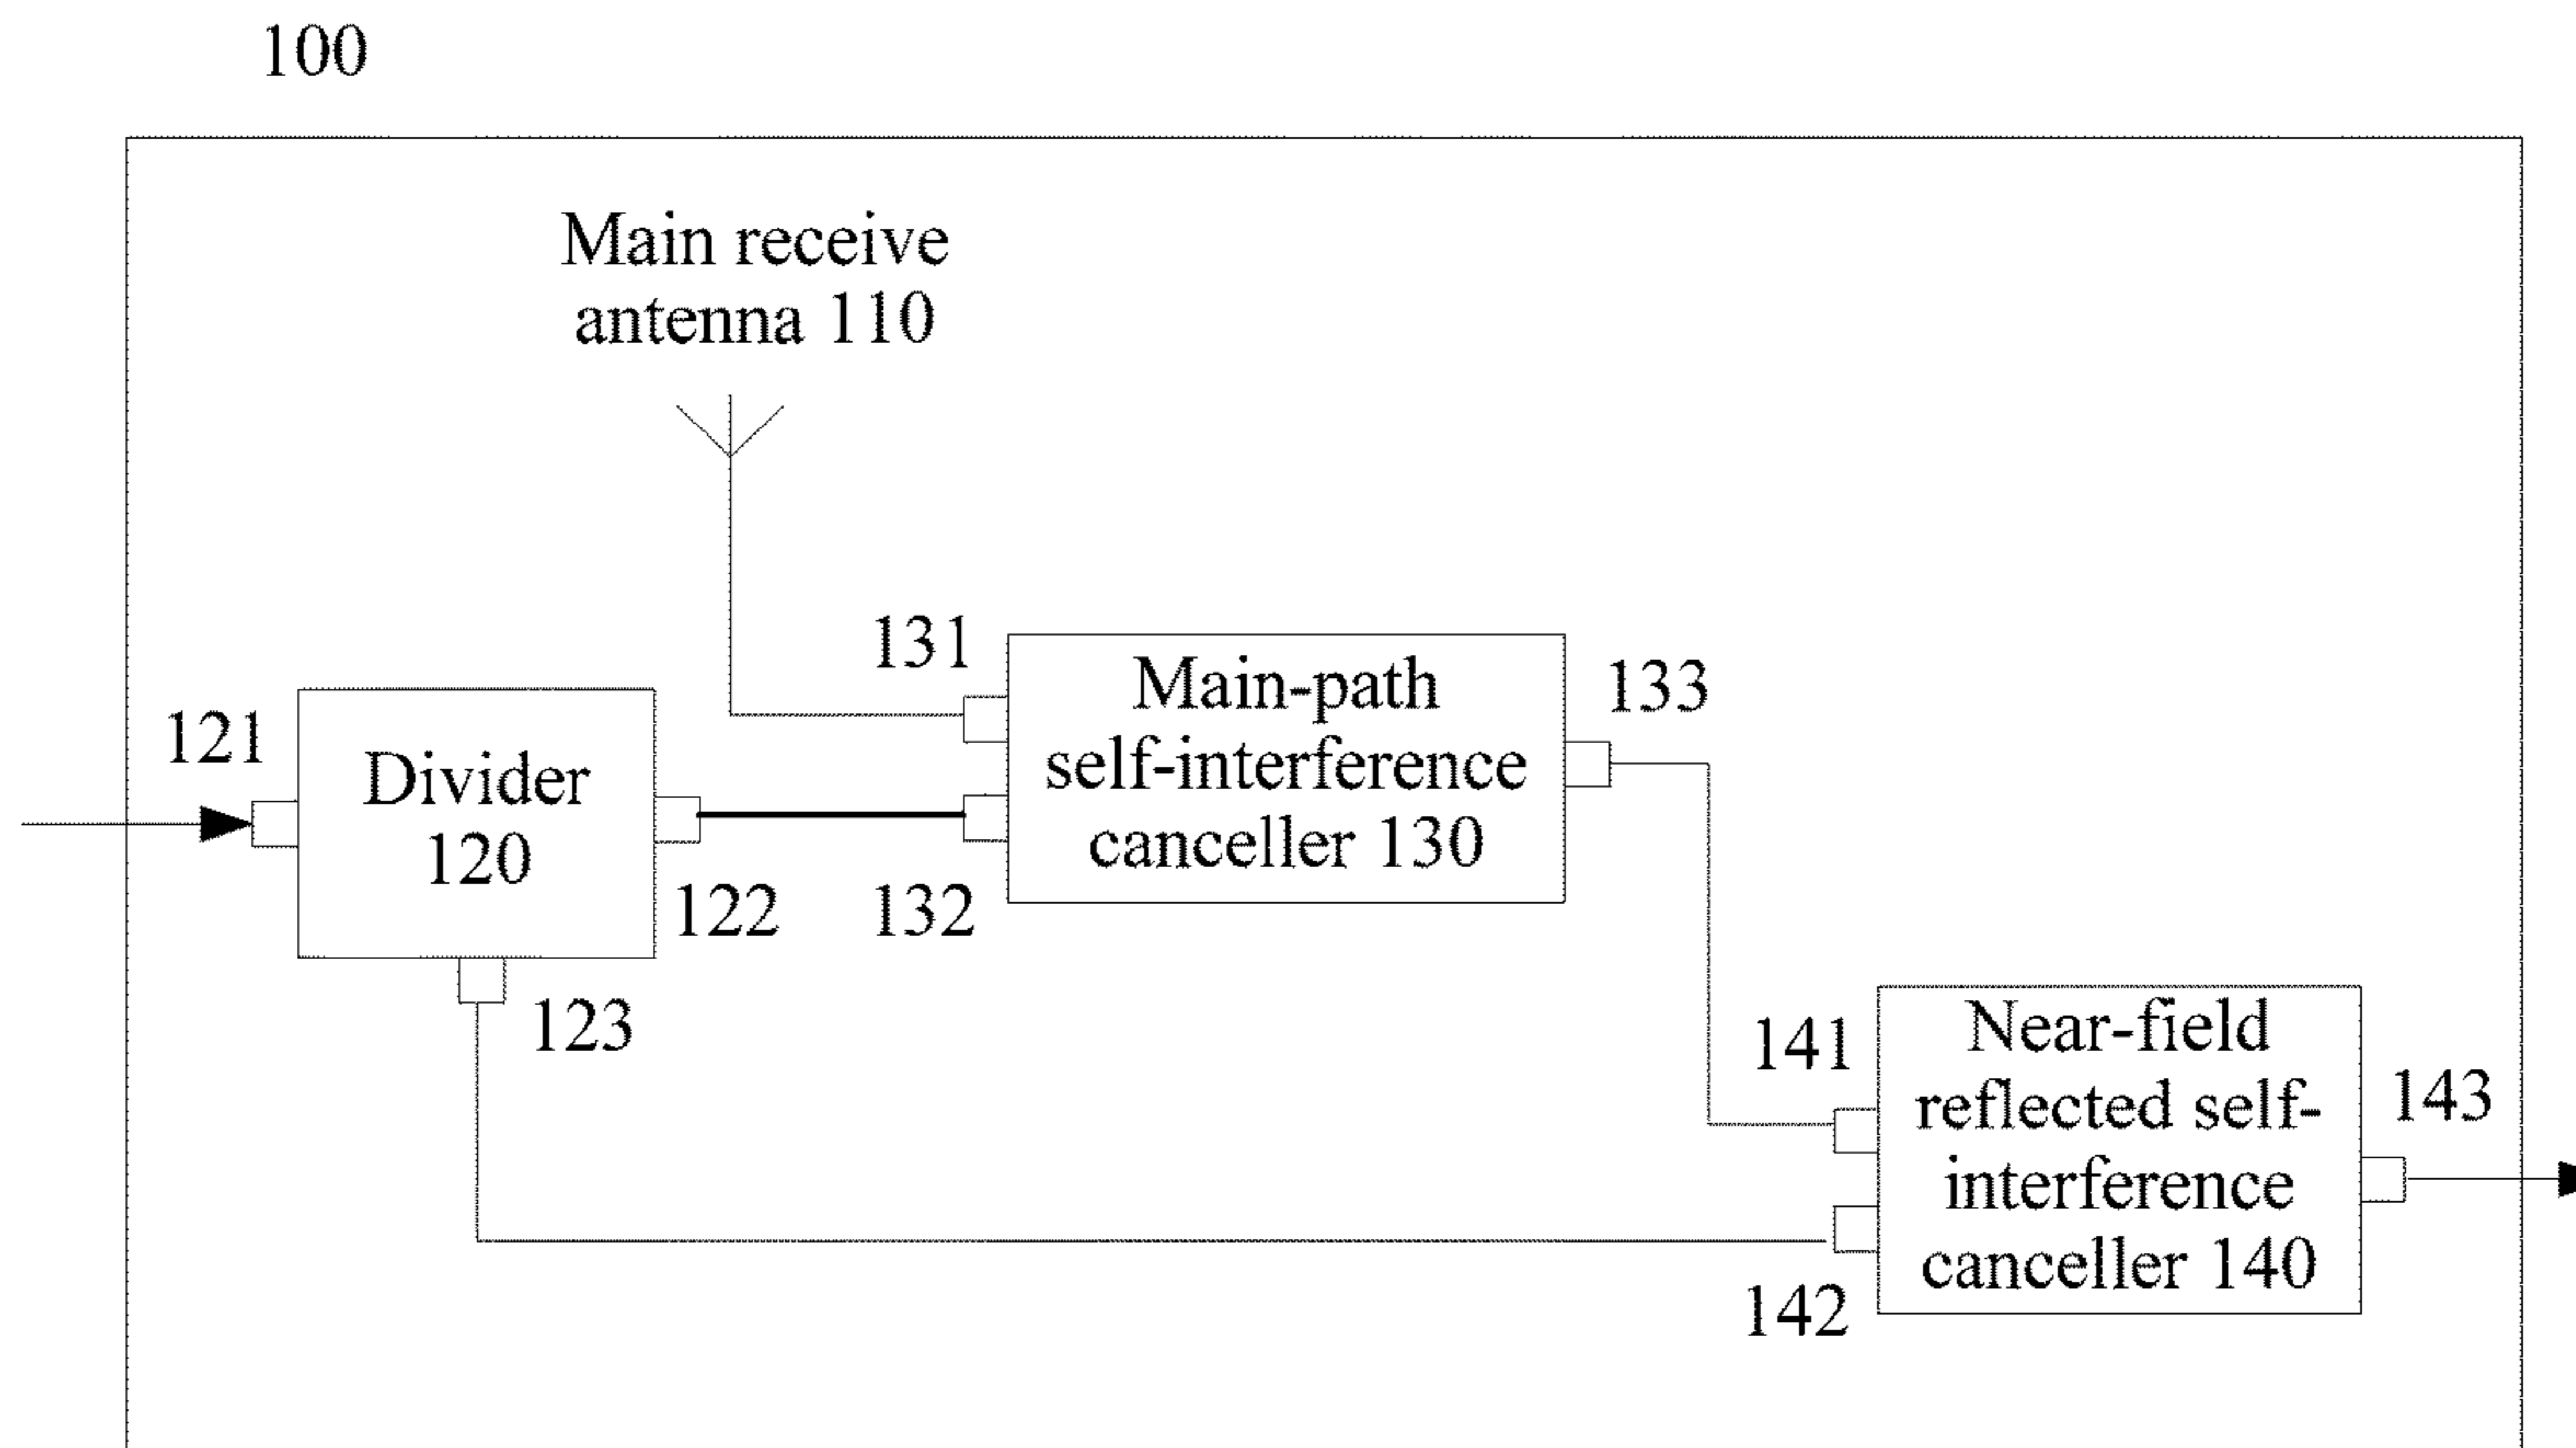 100
Main receive
antenna 110
131
Main-path
self-interference
canceller 130
133
121
Divider
120
122
132
123
141
Near-field
reflected self-
interference
canceller 140
143
142